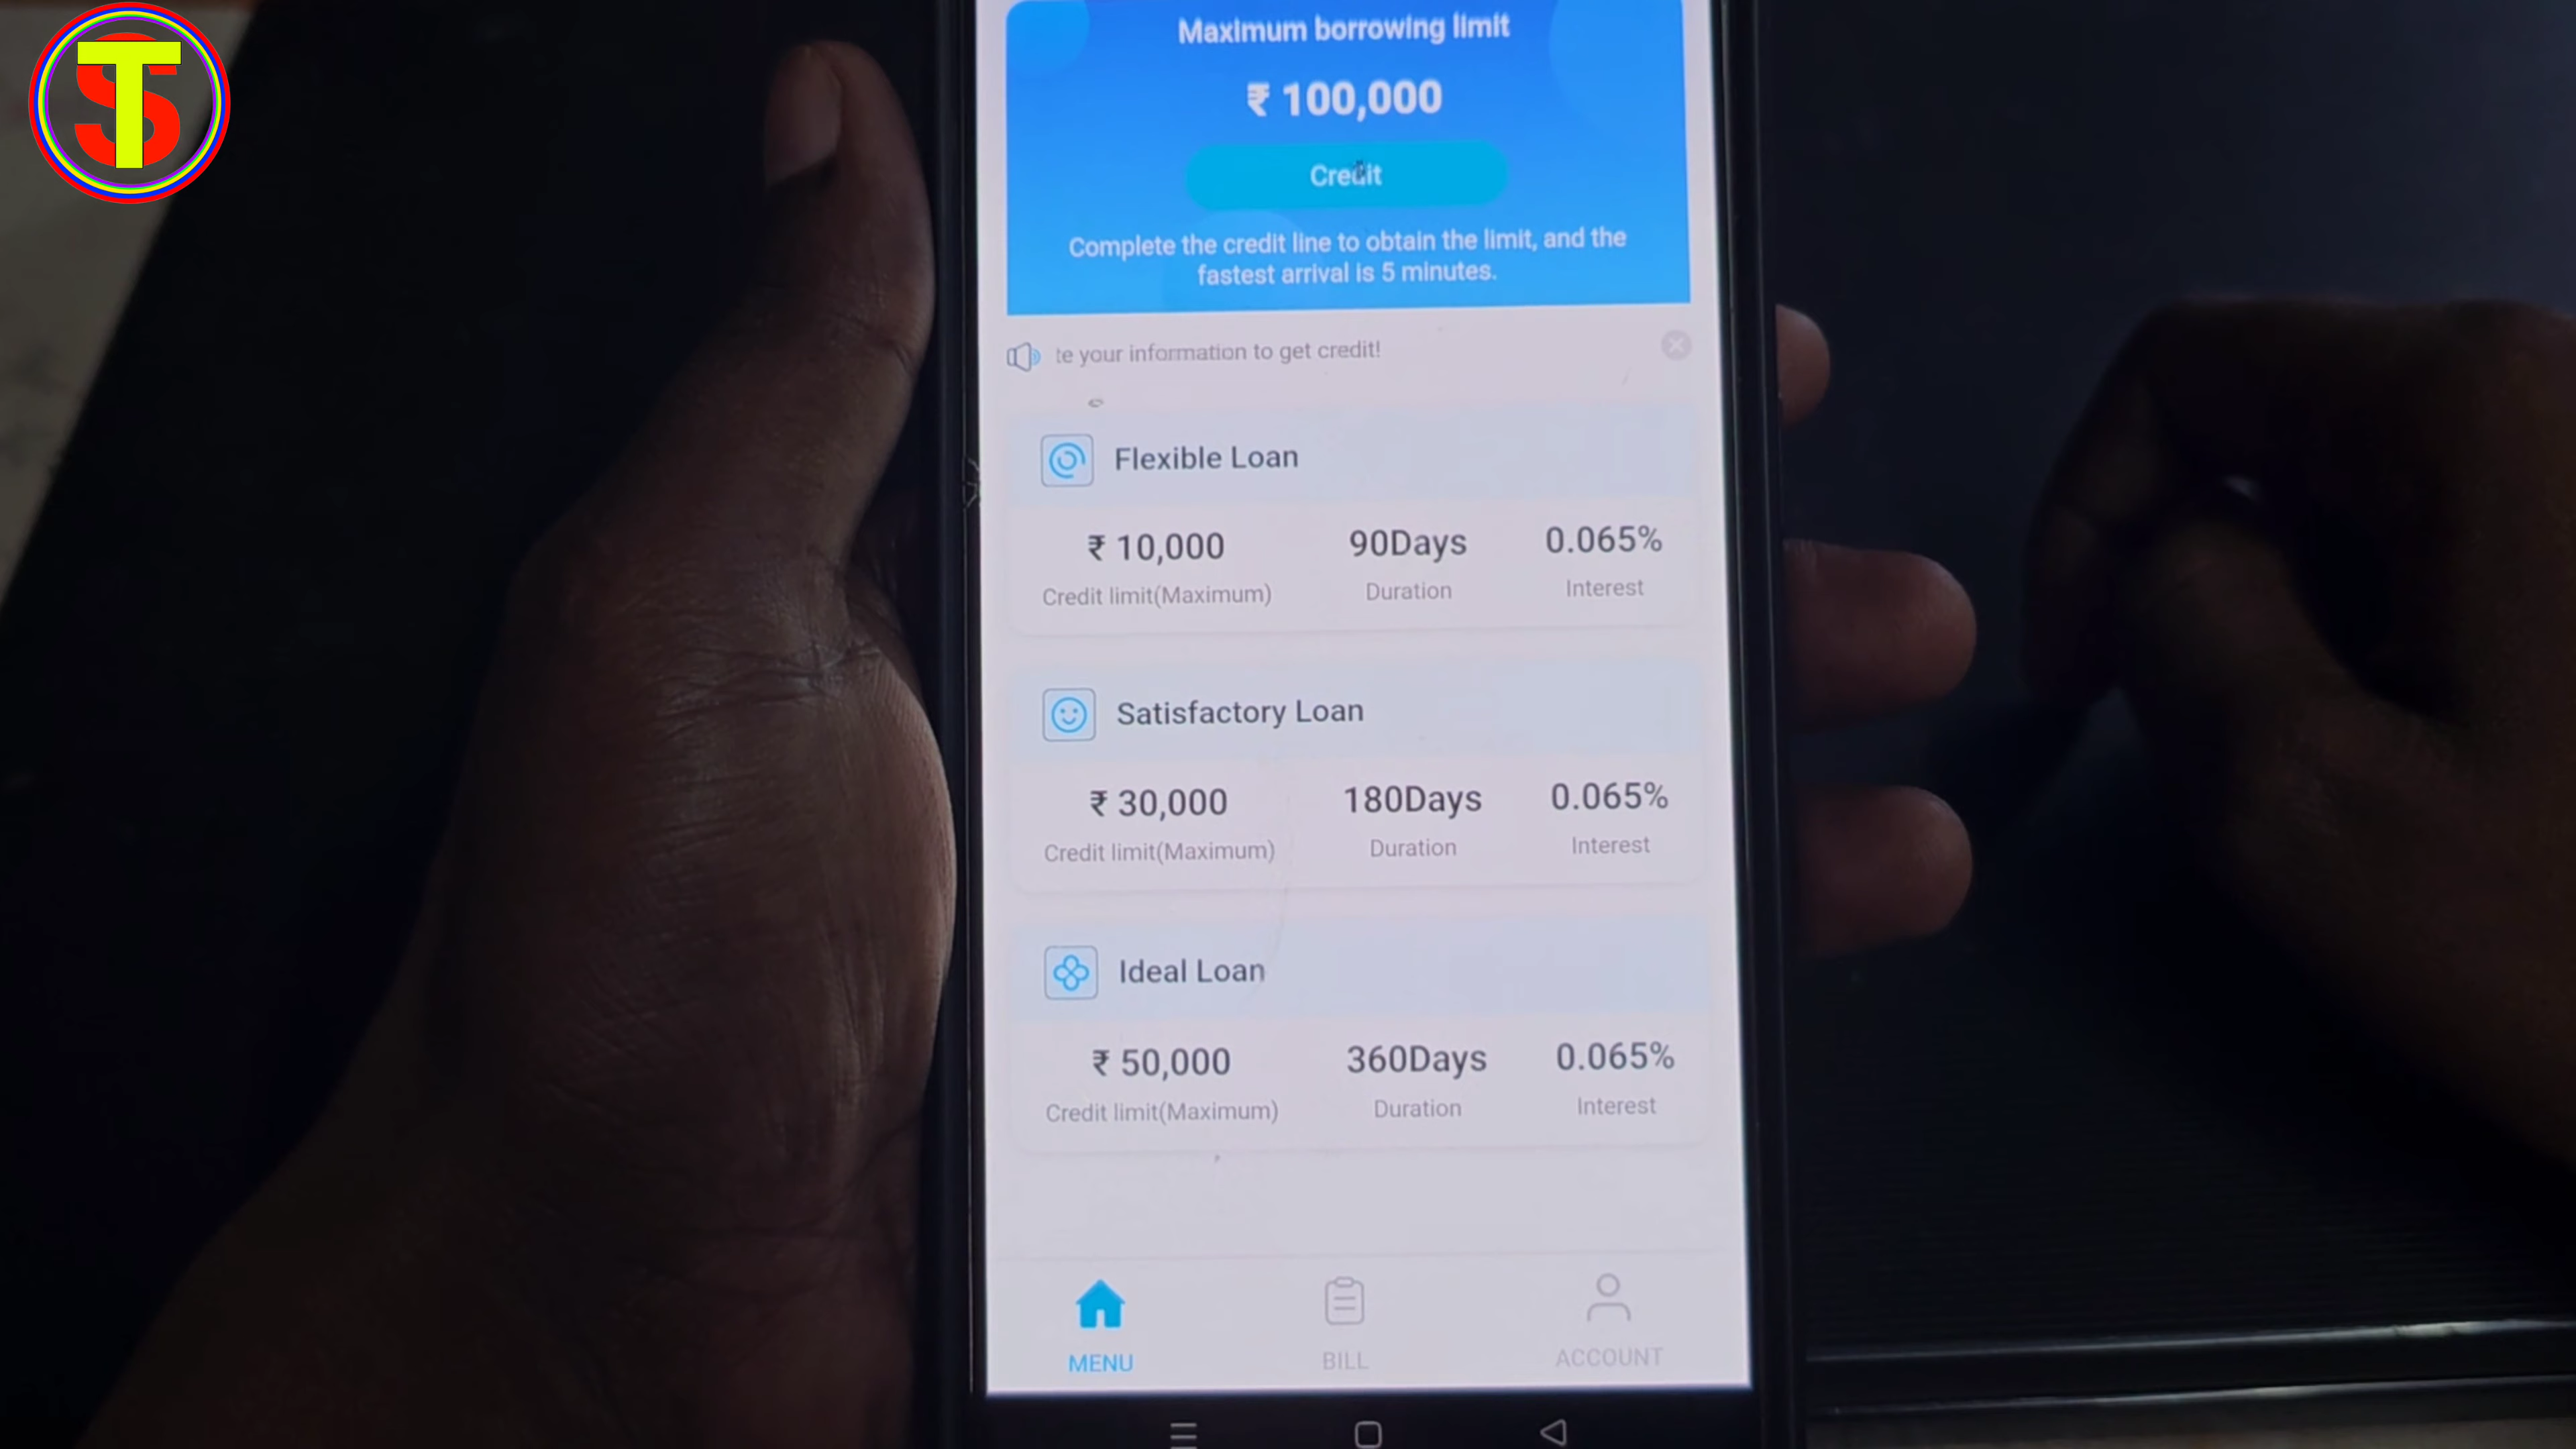 ST
Maximum borrowing limit
₹ 100,000
Credit
Complete the credit line to obtain the limit, and the
fastest arrival is 5 minutes.
te your information to get credit!
Flexible Loan
₹ 10,000 90Days 0.065%
Credit limit(Maximum) Duration Interest
Satisfactory Loan
₹ 30,000 180Days 0.065%
Credit limit(Maximum) Duration Interest
Ideal Loan
₹ 50,000 360Days 0.065%
Credit limit(Maximum) Duration Interest
MENU BILL ACCOUNT